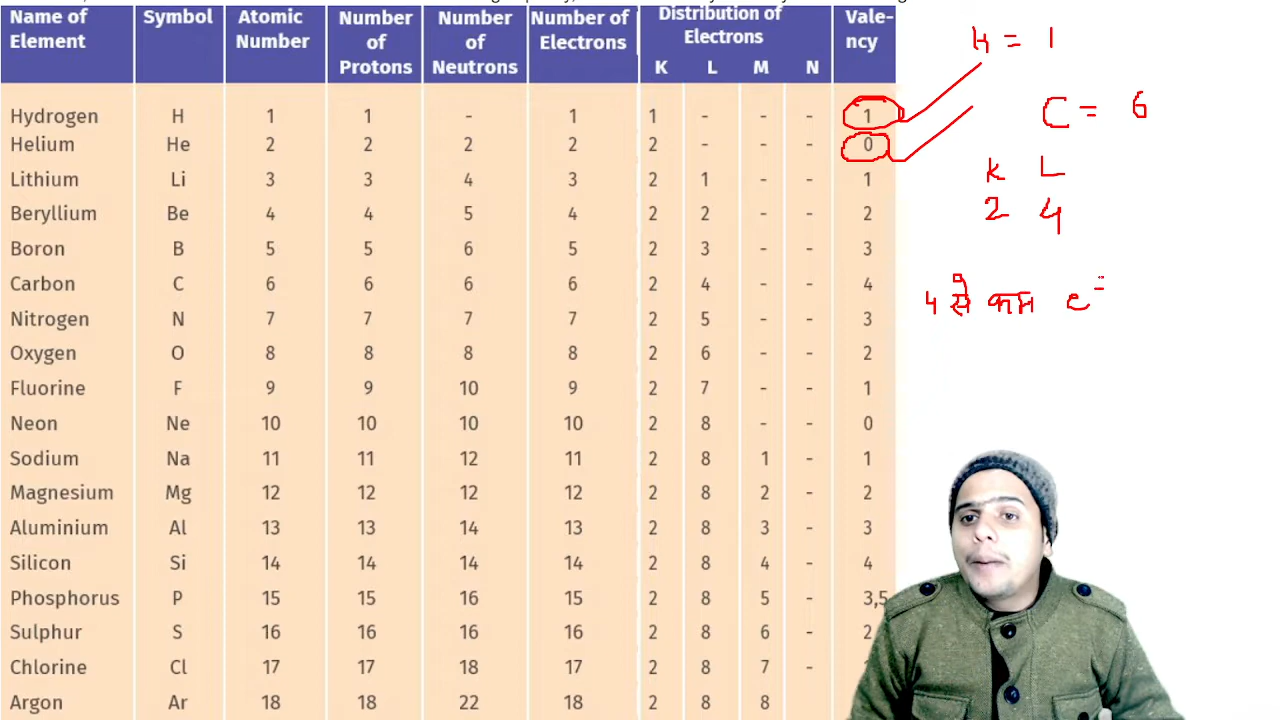 Name of Element Symbol Atomic Number Number of Protons Number of Neutrons Number of Electrons Distribution of Electrons K L M N Vale-ncy
Hydrogen H 1 1 - 1 1 - - - 1
Helium He 2 2 2 2 2 - - - 0
Lithium Li 3 3 4 3 2 1 - - 1
Beryllium Be 4 4 5 4 2 2 - - 2
Boron B 5 5 6 5 2 3 - - 3
Carbon C 6 6 6 6 2 4 - - 4
Nitrogen N 7 7 7 7 2 5 - - 3
Oxygen O 8 8 8 8 2 6 - - 2
Fluorine F 9 9 10 9 2 7 - - 1
Neon Ne 10 10 10 10 2 8 - - 0
Sodium Na 11 11 12 11 2 8 1 - 1
Magnesium Mg 12 12 12 12 2 8 2 - 2
Aluminium Al 13 13 14 13 2 8 3 - 3
Silicon Si 14 14 14 14 2 8 4 - 4
Phosphorus P 15 15 16 15 2 8 5 - 3,5
Sulphur S 16 16 16 16 2 8 6 - 2
Chlorine Cl 17 17 18 17 2 8 7 -
Argon Ar 18 18 22 18 2 8 8
H = 1
C = 6
K L
2 4
4 से कम e